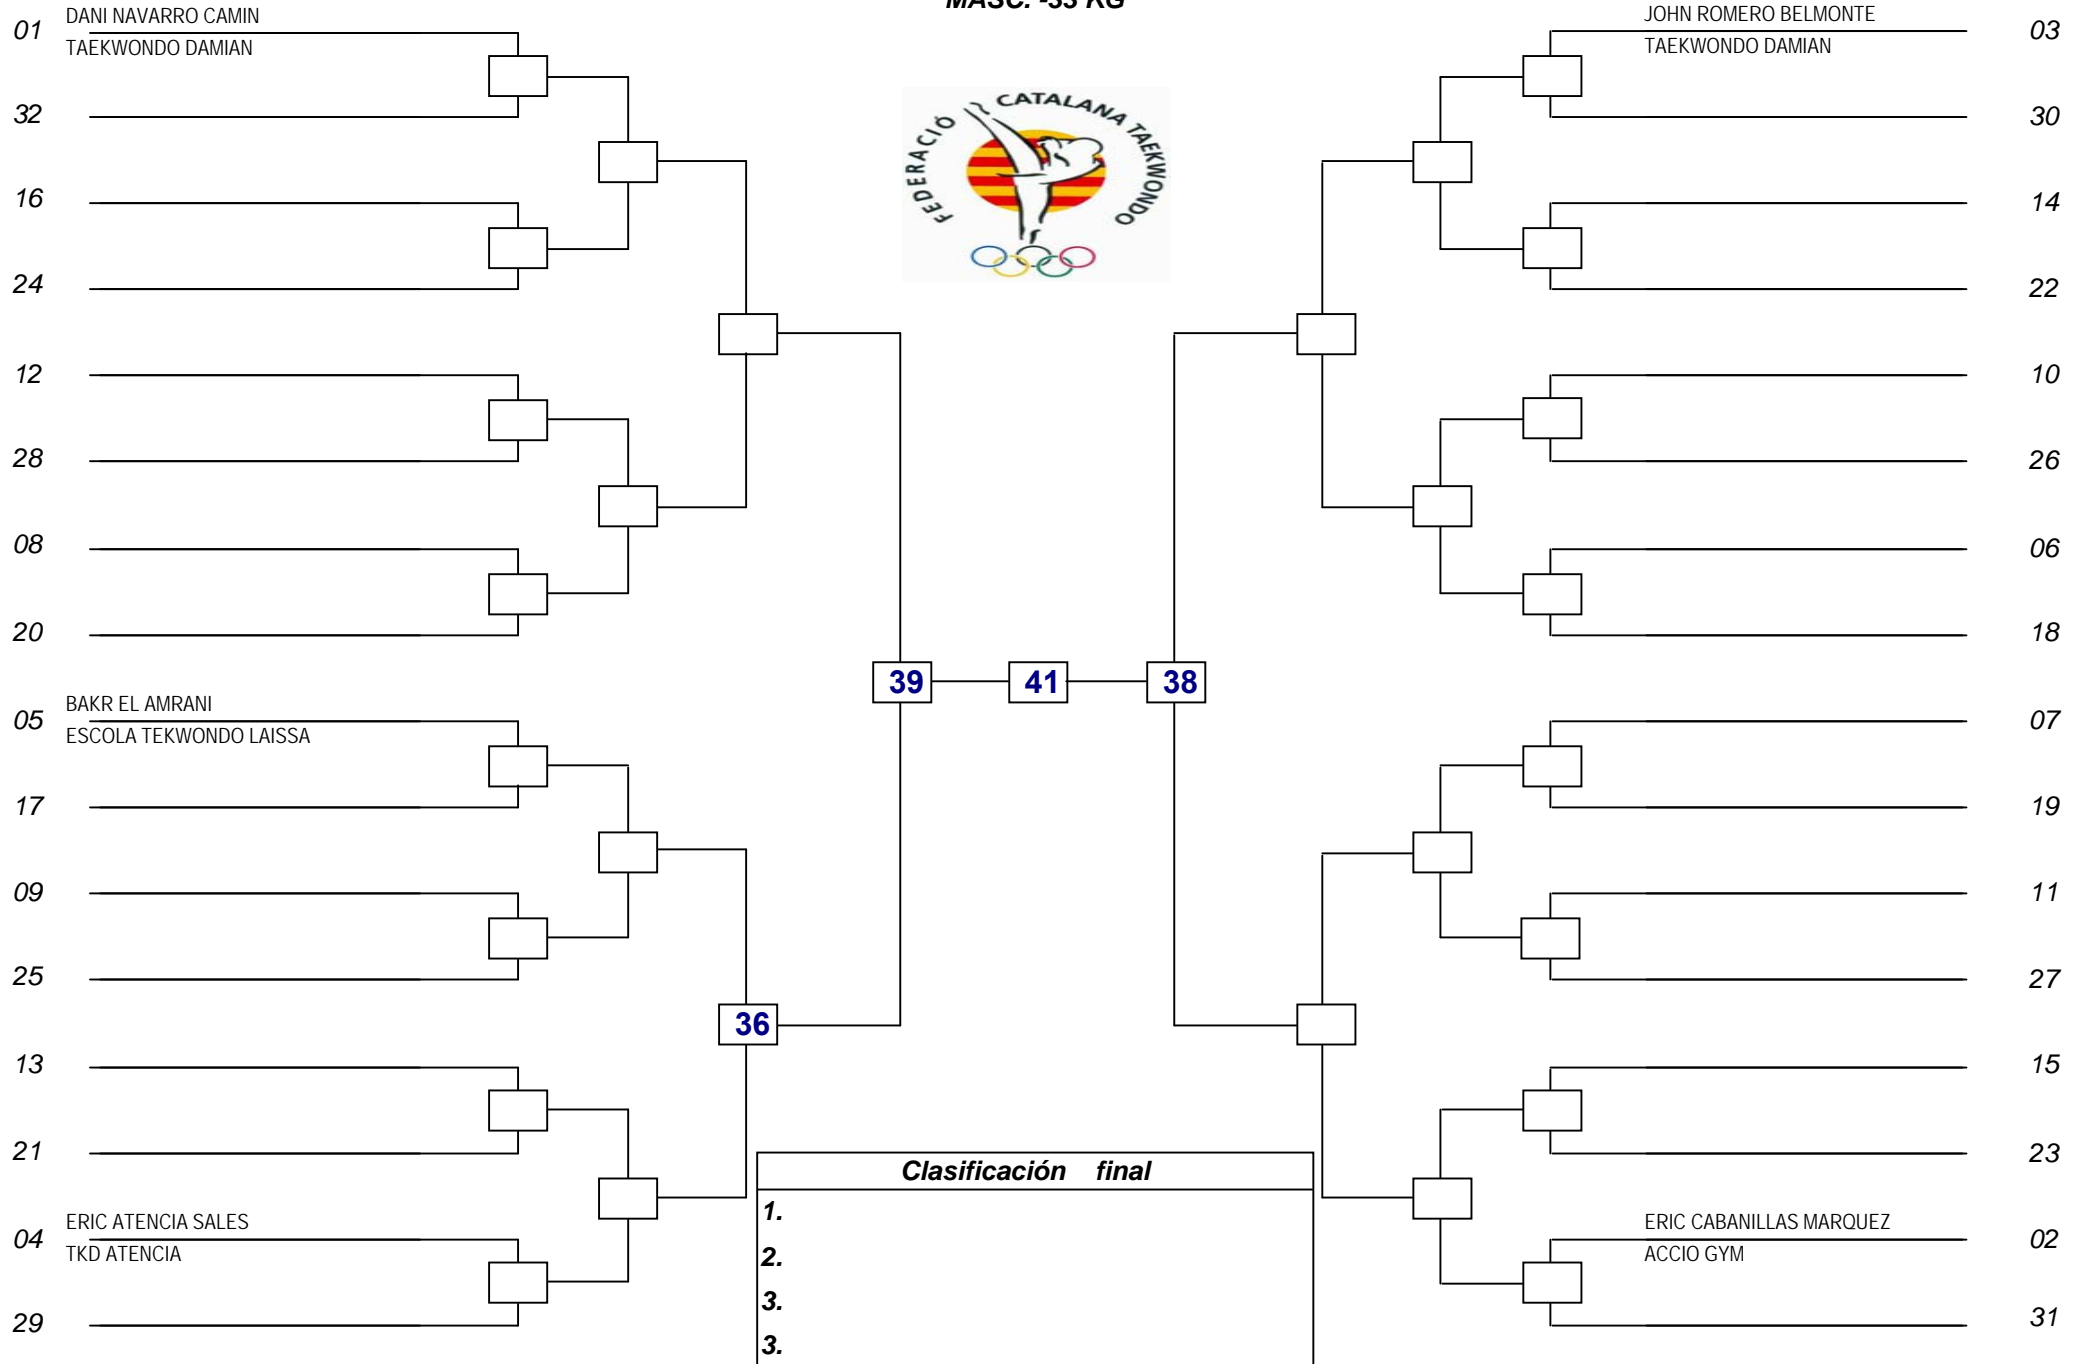 MASC. -33 KG
01 DANI NAVARRO CAMIN
TAEKWONDO DAMIAN
32
16
24
12
28
08
20
05 BAKR EL AMRANI
ESCOLA TEKWONDO LAISSA
17
09
25
13
21
04 ERIC ATENCIA SALES
TKD ATENCIA
29
36
39
41
38
FEDERACIÓ CATALANA TAEKWONDO
JOHN ROMERO BELMONTE 03
TAEKWONDO DAMIAN
30
14
22
10
26
06
18
07
19
11
27
15
23
ERIC CABANILLAS MARQUEZ 02
ACCIO GYM
31
Clasificación final
1.
2.
3.
3.